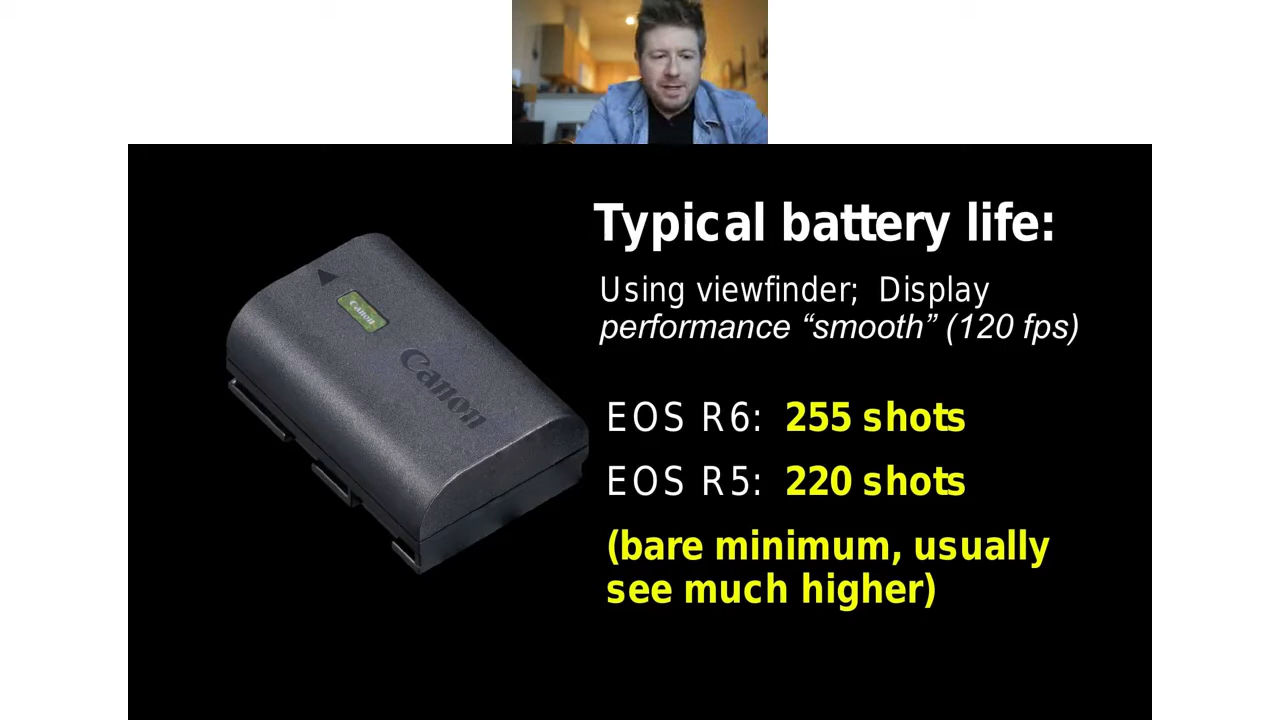 Typical battery life:
Using viewfinder;  Display
performance “smooth” (120 fps)
Canon
Canon
EOS R6:  255 shots
EOS R5:  220 shots
(bare minimum, usually
see much higher)